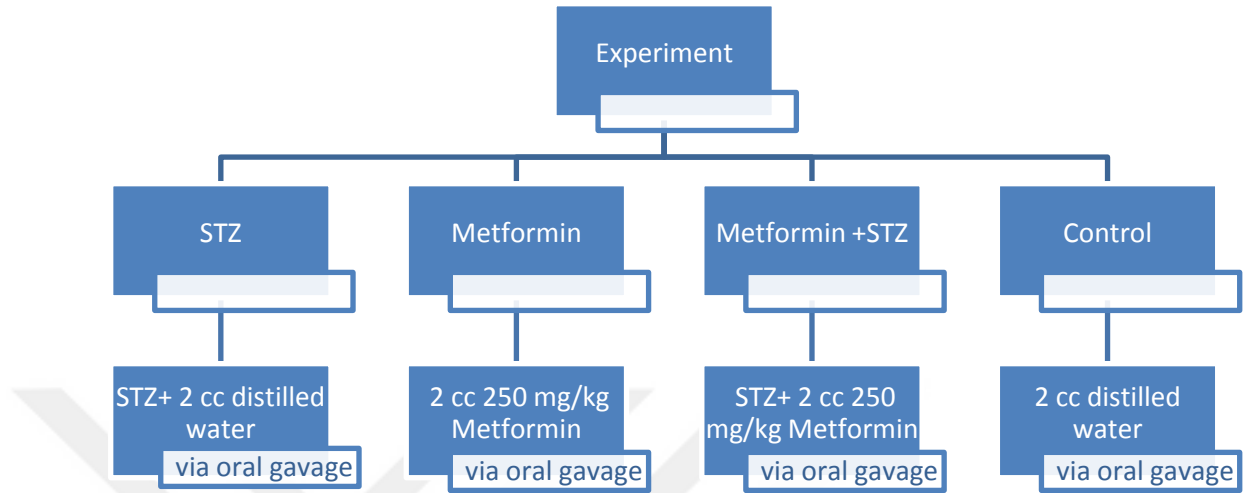 Experiment
STZ
Metformin
Metformin +STZ
Control
STZ+ 2 cc distilled
water
via oral gavage
2 cc 250 mg/kg
Metformin
via oral gavage
STZ+ 2 cc 250
mg/kg Metformin
via oral gavage
2 cc distilled
water
via oral gavage